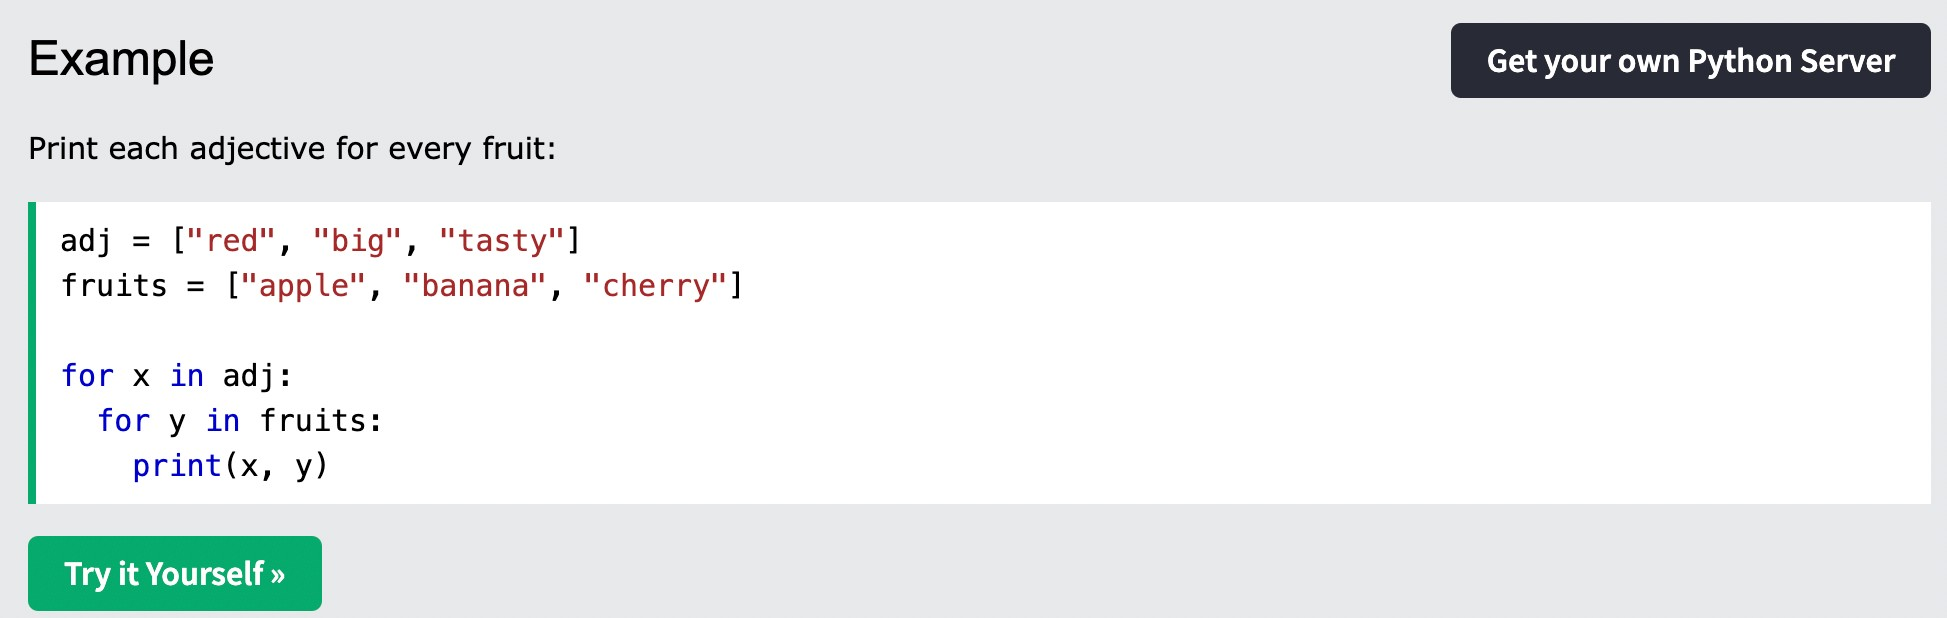 Example
Get your own Python Server
Print each adjective for every fruit:
adj = ["red", "big", "tasty"]
fruits = ["apple", "banana", "cherry"]

for x in adj:
  for y in fruits:
    print(x, y)
Try it Yourself »